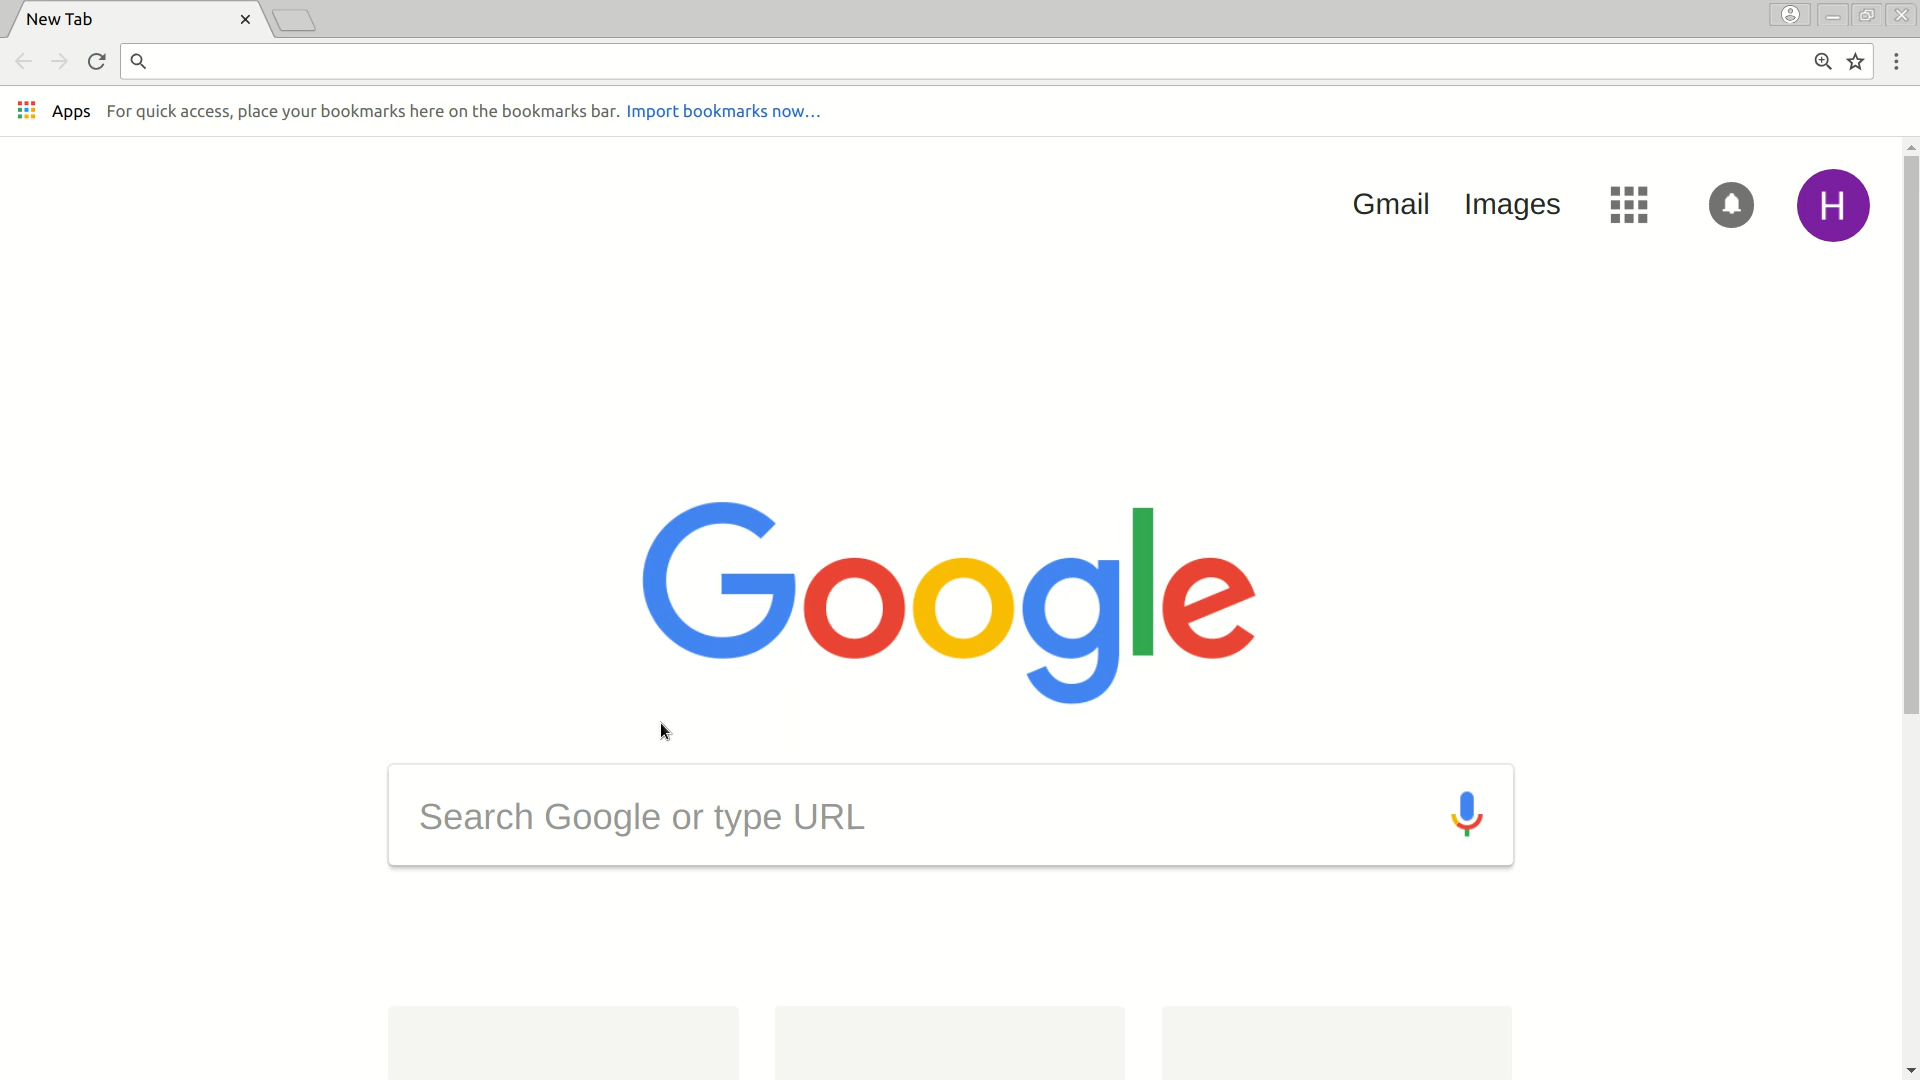 New Tab
Apps For quick access, place your bookmarks here on the bookmarks bar. Import bookmarks now...
Gmail Images H
Google
Search Google or type URL